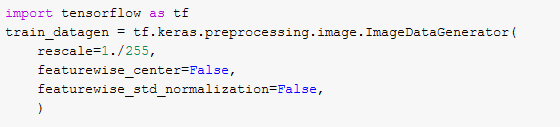 import tensorflow as tf
train_datagen = tf.keras.preprocessing.image.ImageDataGenerator(
    rescale=1./255,
    featurewise_center=False,
    featurewise_std_normalization=False,
    )